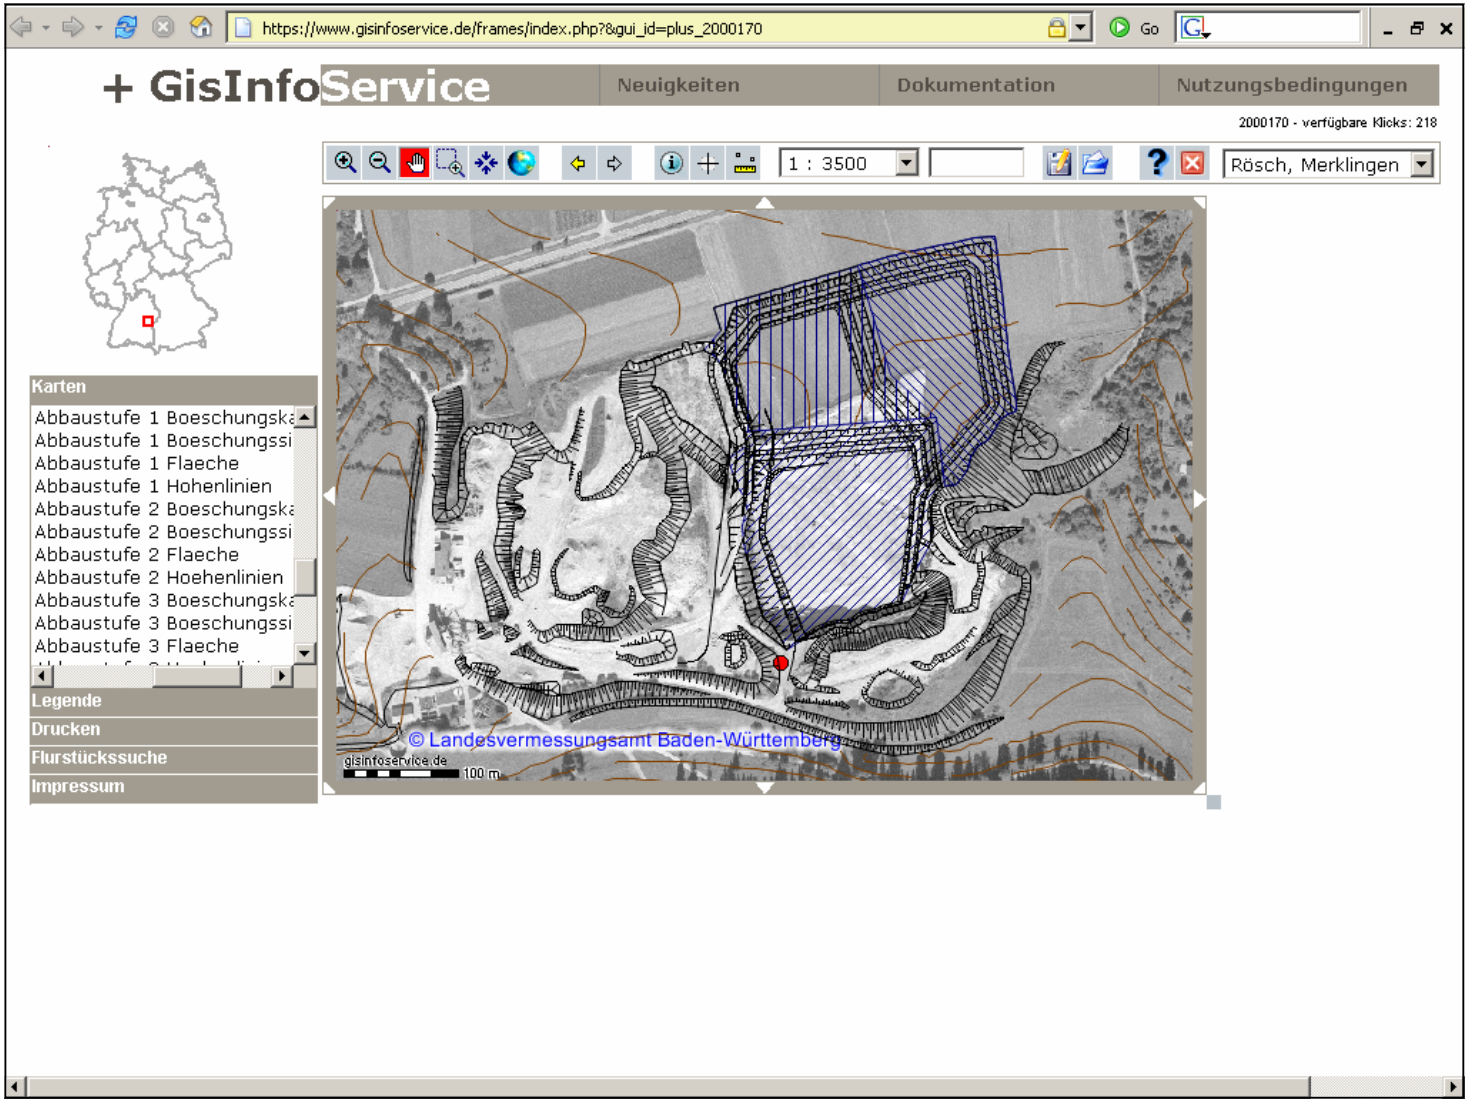 https://www.gisinfoservice.de/frames/index.php?&gui_id=plus_2000170
Go
G
+ GisInfoService
Neuigkeiten
Dokumentation
Nutzungsbedingungen
2000170 - verfügbare Klicks: 218
1 : 3500
?
Rösch, Merklingen
Karten
Abbaustufe 1 Boeschungska
Abbaustufe 1 Boeschungssi
Abbaustufe 1 Flaeche
Abbaustufe 1 Hohenlinien
Abbaustufe 2 Boeschungska
Abbaustufe 2 Boeschungssi
Abbaustufe 2 Flaeche
Abbaustufe 2 Hoehenlinien
Abbaustufe 3 Boeschungska
Abbaustufe 3 Boeschungssi
Abbaustufe 3 Flaeche
Legende
Drucken
Flurstückssuche
Impressum
© Landesvermessungsamt Baden-Württemberg
gisinfoservice.de
100 m